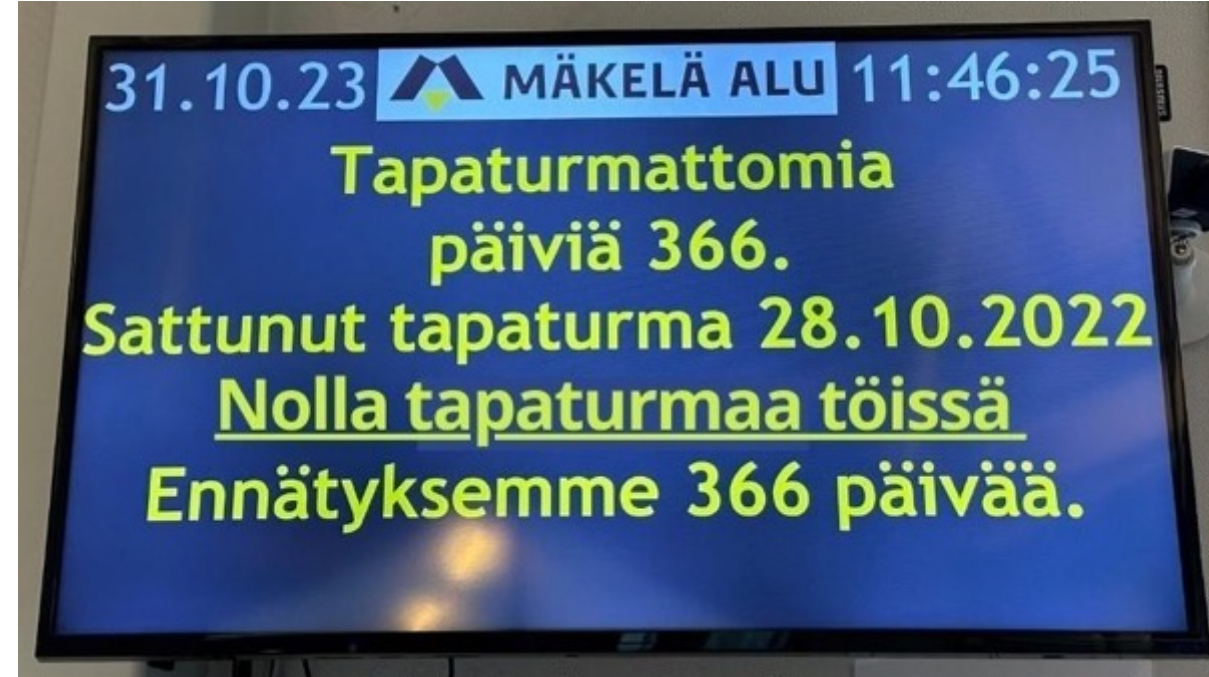 31.10.23 MÄKELÄ ALU 11:46:25
Tapaturmattomia
päiviä 366.
Sattunut tapaturma 28.10.2022
Nolla tapaturmaa töissä
Ennätyksemme 366 päivää.
SAMSUNG